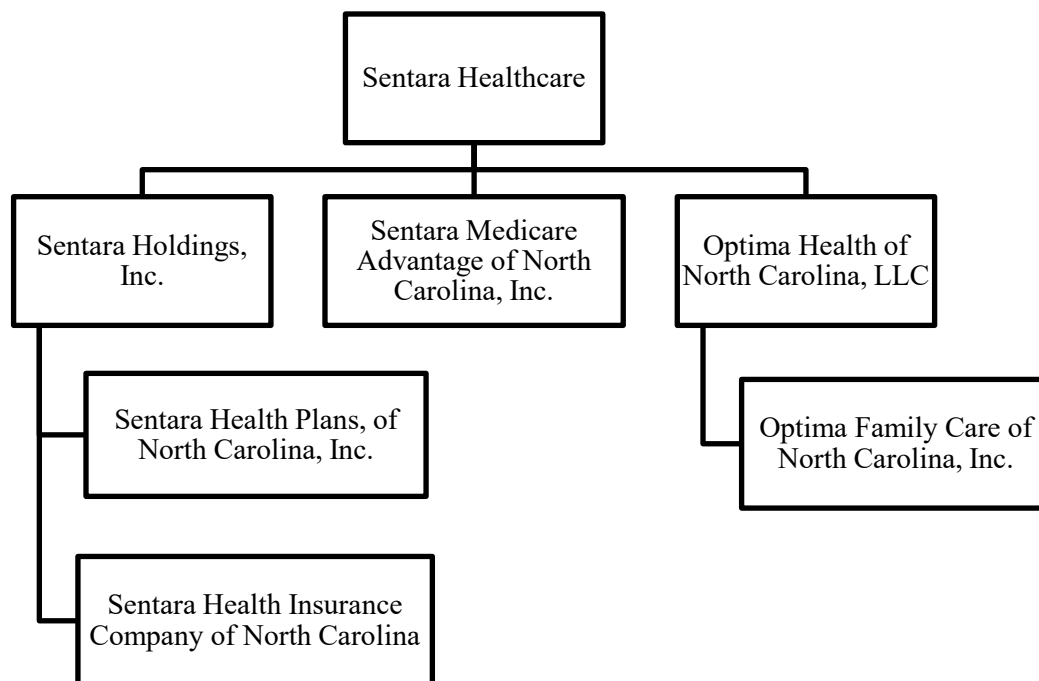 Sentara Healthcare
Sentara Holdings,
Inc.
Sentara Medicare
Advantage of North
Carolina, Inc.
Optima Health of
North Carolina, LLC
Sentara Health Plans, of
North Carolina, Inc.
Optima Family Care of
North Carolina, Inc.
Sentara Health Insurance
Company of North Carolina